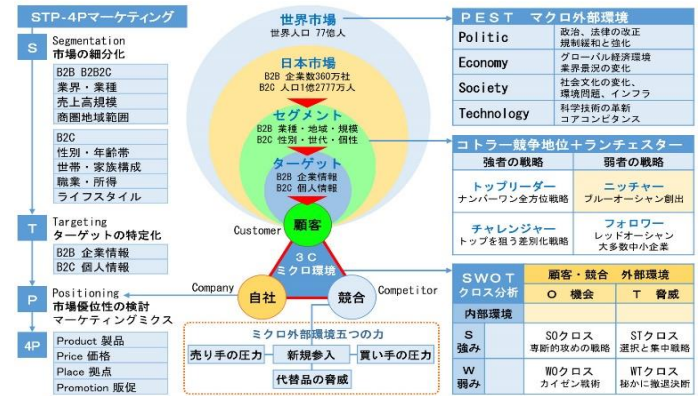 STP-4Pマーケティング
S
Segmentation
市場の細分化
B2B B2B2C
業界・業種
売上高規模
商圏地域範囲
B2C
性別・年齢帯
世帯・家族構成
職業・所得
ライフスタイル
T
Targeting
ターゲットの特定化
B2B 企業情報
B2C 個人情報
P
Positioning
市場優位性の検討
マーケティングミクス
4P
Product 製品
Price 価格
Place 拠点
Promotion 販促
世界市場
世界人口 77億人
日本市場
B2B 企業数360万社
B2C 人口1億2777万人
セグメント
B2B 業種・地域・規模
B2C 性別・世代・個性
ターゲット
B2B 企業情報
B2C 個人情報
Customer
顧客
3C
ミクロ環境
Company
自社
競合
Competitor
ミクロ外部環境五つの力
売り手の圧力
新規参入
買い手の圧力
代替品の脅威
PEST マクロ外部環境
Politic
政治、法律の改正
規制緩和と強化
Economy
グローバル経済環境
業界景況の変化
Society
社会文化の変化、
環境問題、インフラ
Technology
科学技術の革新
コアコンピタンス
コトラー競争地位+ランチェスター
強者の戦略
弱者の戦略
トップリーダー
ナンバーワン全方位戦略
ニッチャー
ブルーオーシャン創出
チャレンジャー
トップを狙う差別化戦略
フォロワー
レッドオーシャン
大多数中小企業
SWOT
クロス分析
顧客・競合 外部環境
O 機会
T 脅威
内部環境
S
強み
SOクロス
専断的攻めの戦略
STクロス
選択と集中戦略
W
弱み
WOクロス
カイゼン戦術
WTクロス
秘かに撤退決断